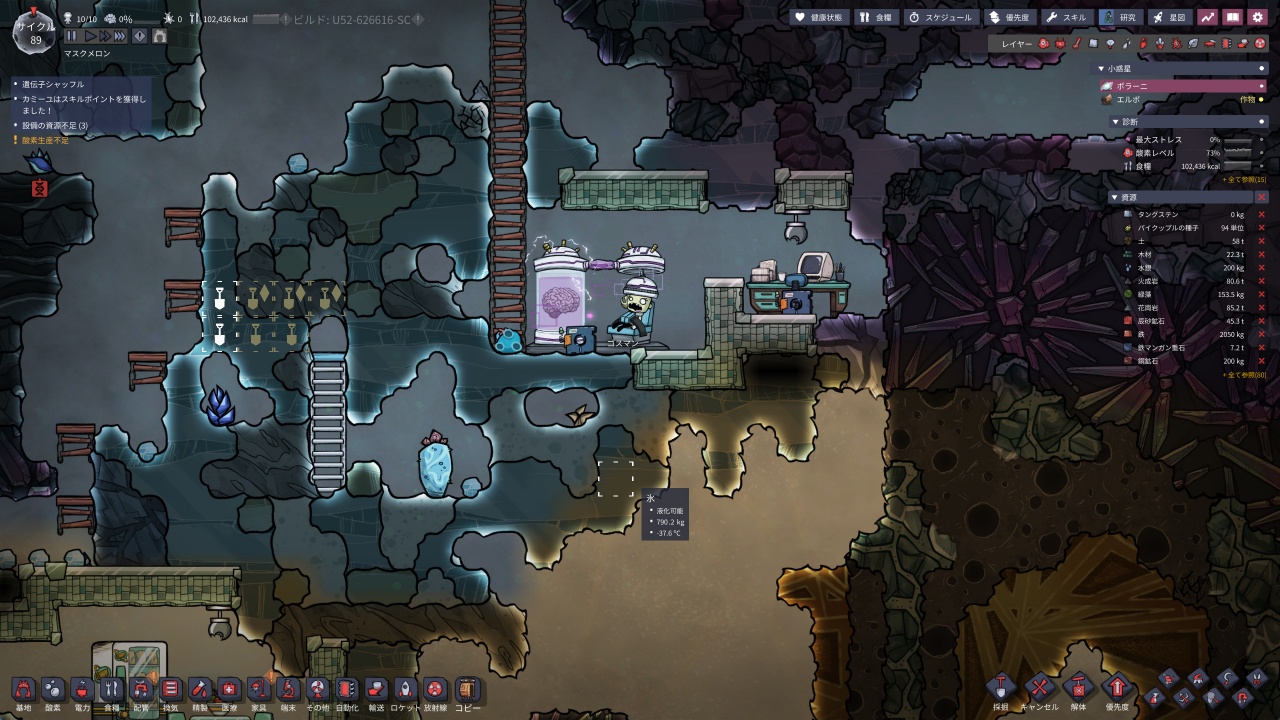 サイクル
89
10/10
0%
0
102,436 kcal
ビルド: U52-626616-SC
マスクメロン
遺伝子シャッフル
カミーユはスキルポイントを獲得し
ました！
設備の資源不足 (3)
酸素生産不足
健康状態
食糧
スケジュール
優先度
スキル
研究
星図
レイヤー
小惑星
ボラーニ
エルボ 作物
診断
最大ストレス 0%
酸素レベル 73%
食糧 102,436 kcal
+ 全て参照(15)
資源
タングステン 0 kg
パイクップルの種子 94 単位
土 58 t
木材 22.3 t
水銀 200 kg
火成岩 80.6 t
緑藻 153.5 kg
花崗岩 85.2 t
辰砂鉱石 45.3 t
鉄 2050 kg
鉄マンガン重石 7.2 t
銅鉱石 200 kg
+ 全て参照(80)
コスマン
氷
液化可能
790.2 kg
-37.6 °C
基地
酸素
電力
食糧
配管
換気
精製
医療
家具
端末
その他
自動化
輸送
ロケット
放射線
コピー
採掘
キャンセル
解体
優先度